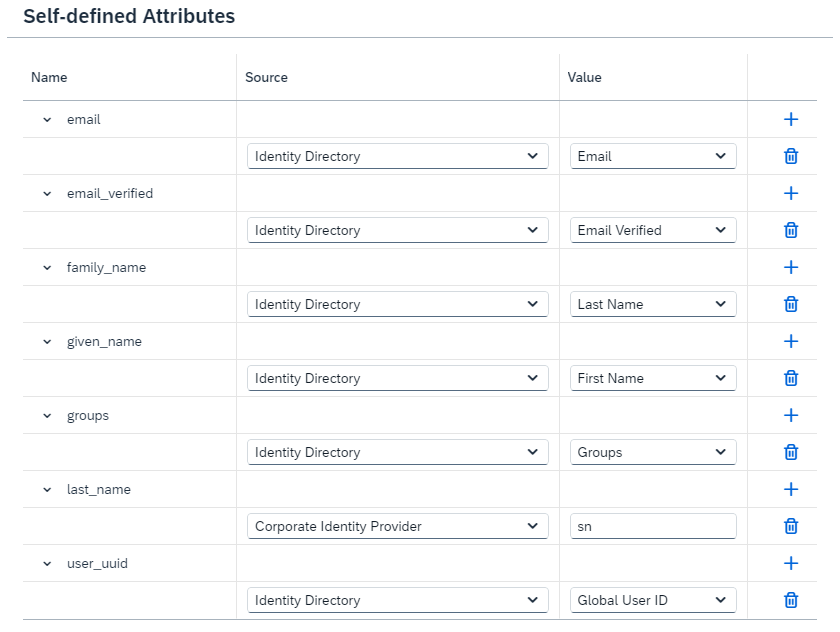 Self-defined Attributes
Name Source Value
email
Identity Directory Email
email_verified
Identity Directory Email Verified
family_name
Identity Directory Last Name
given_name
Identity Directory First Name
groups
Identity Directory Groups
last_name
Corporate Identity Provider sn
user_uuid
Identity Directory Global User ID